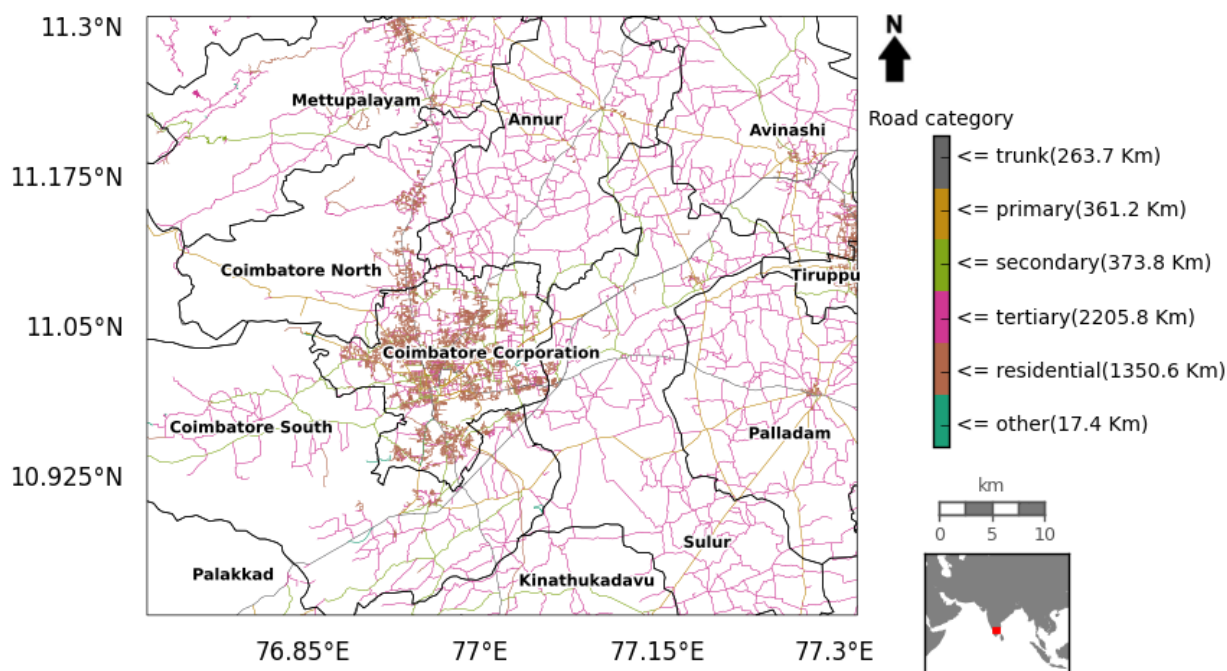 11.3°N
11.175°N
11.05°N
10.925°N
76.85°E
77°E
77.15°E
77.3°E
Mettupalayam
Annur
Avinashi
Coimbatore North
Tiruppu
Coimbatore Corporation
Coimbatore South
Palladam
Sulur
Palakkad
Kinathukadavu
N
Road category
<= trunk(263.7 Km)
<= primary(361.2 Km)
<= secondary(373.8 Km)
<= tertiary(2205.8 Km)
<= residential(1350.6 Km)
<= other(17.4 Km)
km
0 5 10